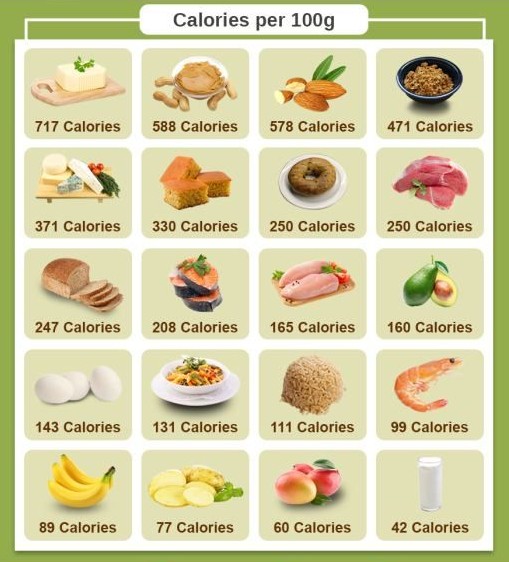 Calories per 100g
717 Calories
588 Calories
578 Calories
471 Calories
371 Calories
330 Calories
250 Calories
250 Calories
247 Calories
208 Calories
165 Calories
160 Calories
143 Calories
131 Calories
111 Calories
99 Calories
89 Calories
77 Calories
60 Calories
42 Calories